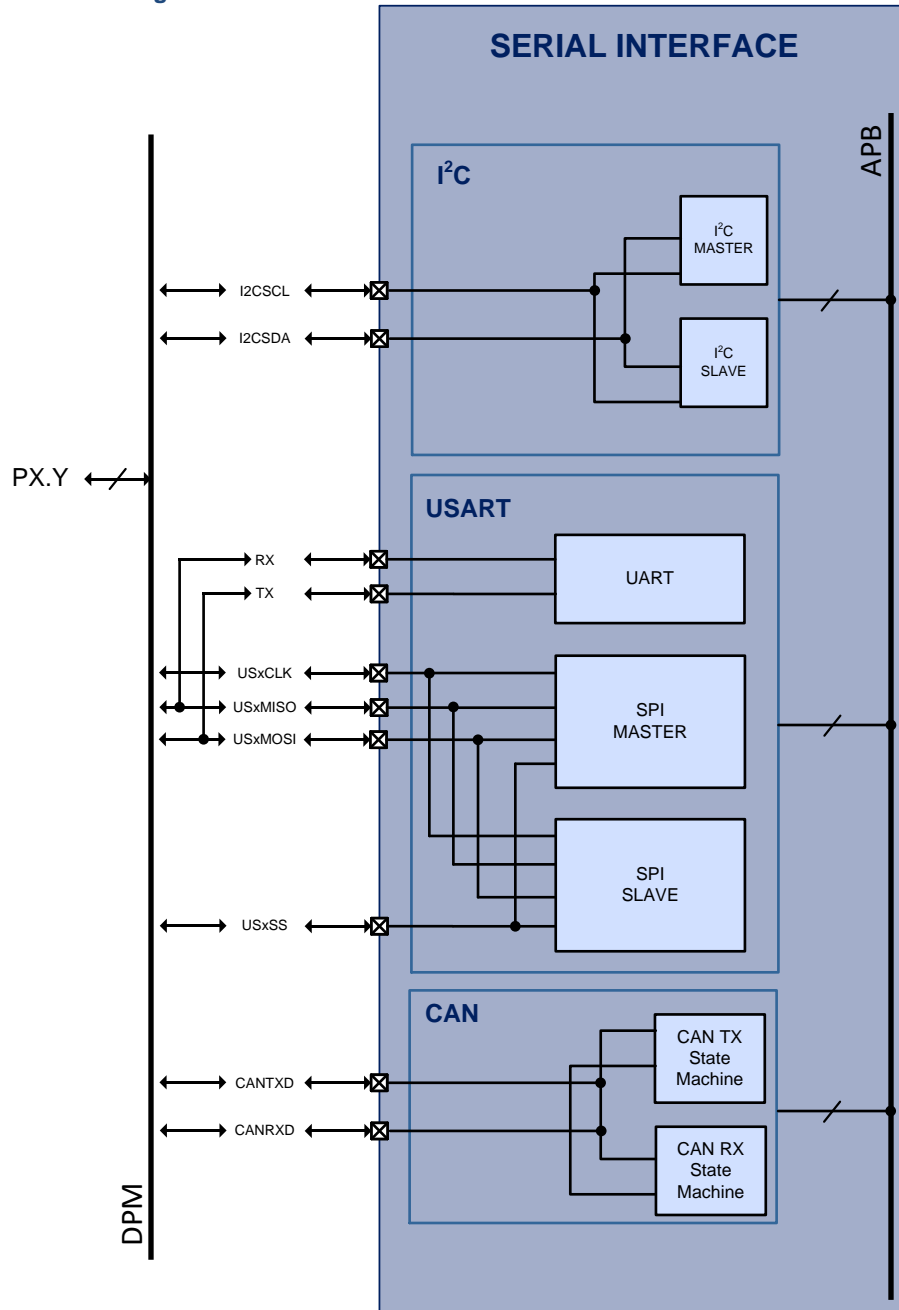 SERIAL INTERFACE
APB
I²C
I²C
MASTER
I2CSCL
I2CSDA
I²C
SLAVE
PX.Y
USART
RX
UART
TX
USxCLK
USxMISO
SPI
MASTER
USxMOSI
SPI
SLAVE
USxSS
CAN
CAN TX
State
Machine
CANTXD
CANRXD
CAN RX
State
Machine
DPM